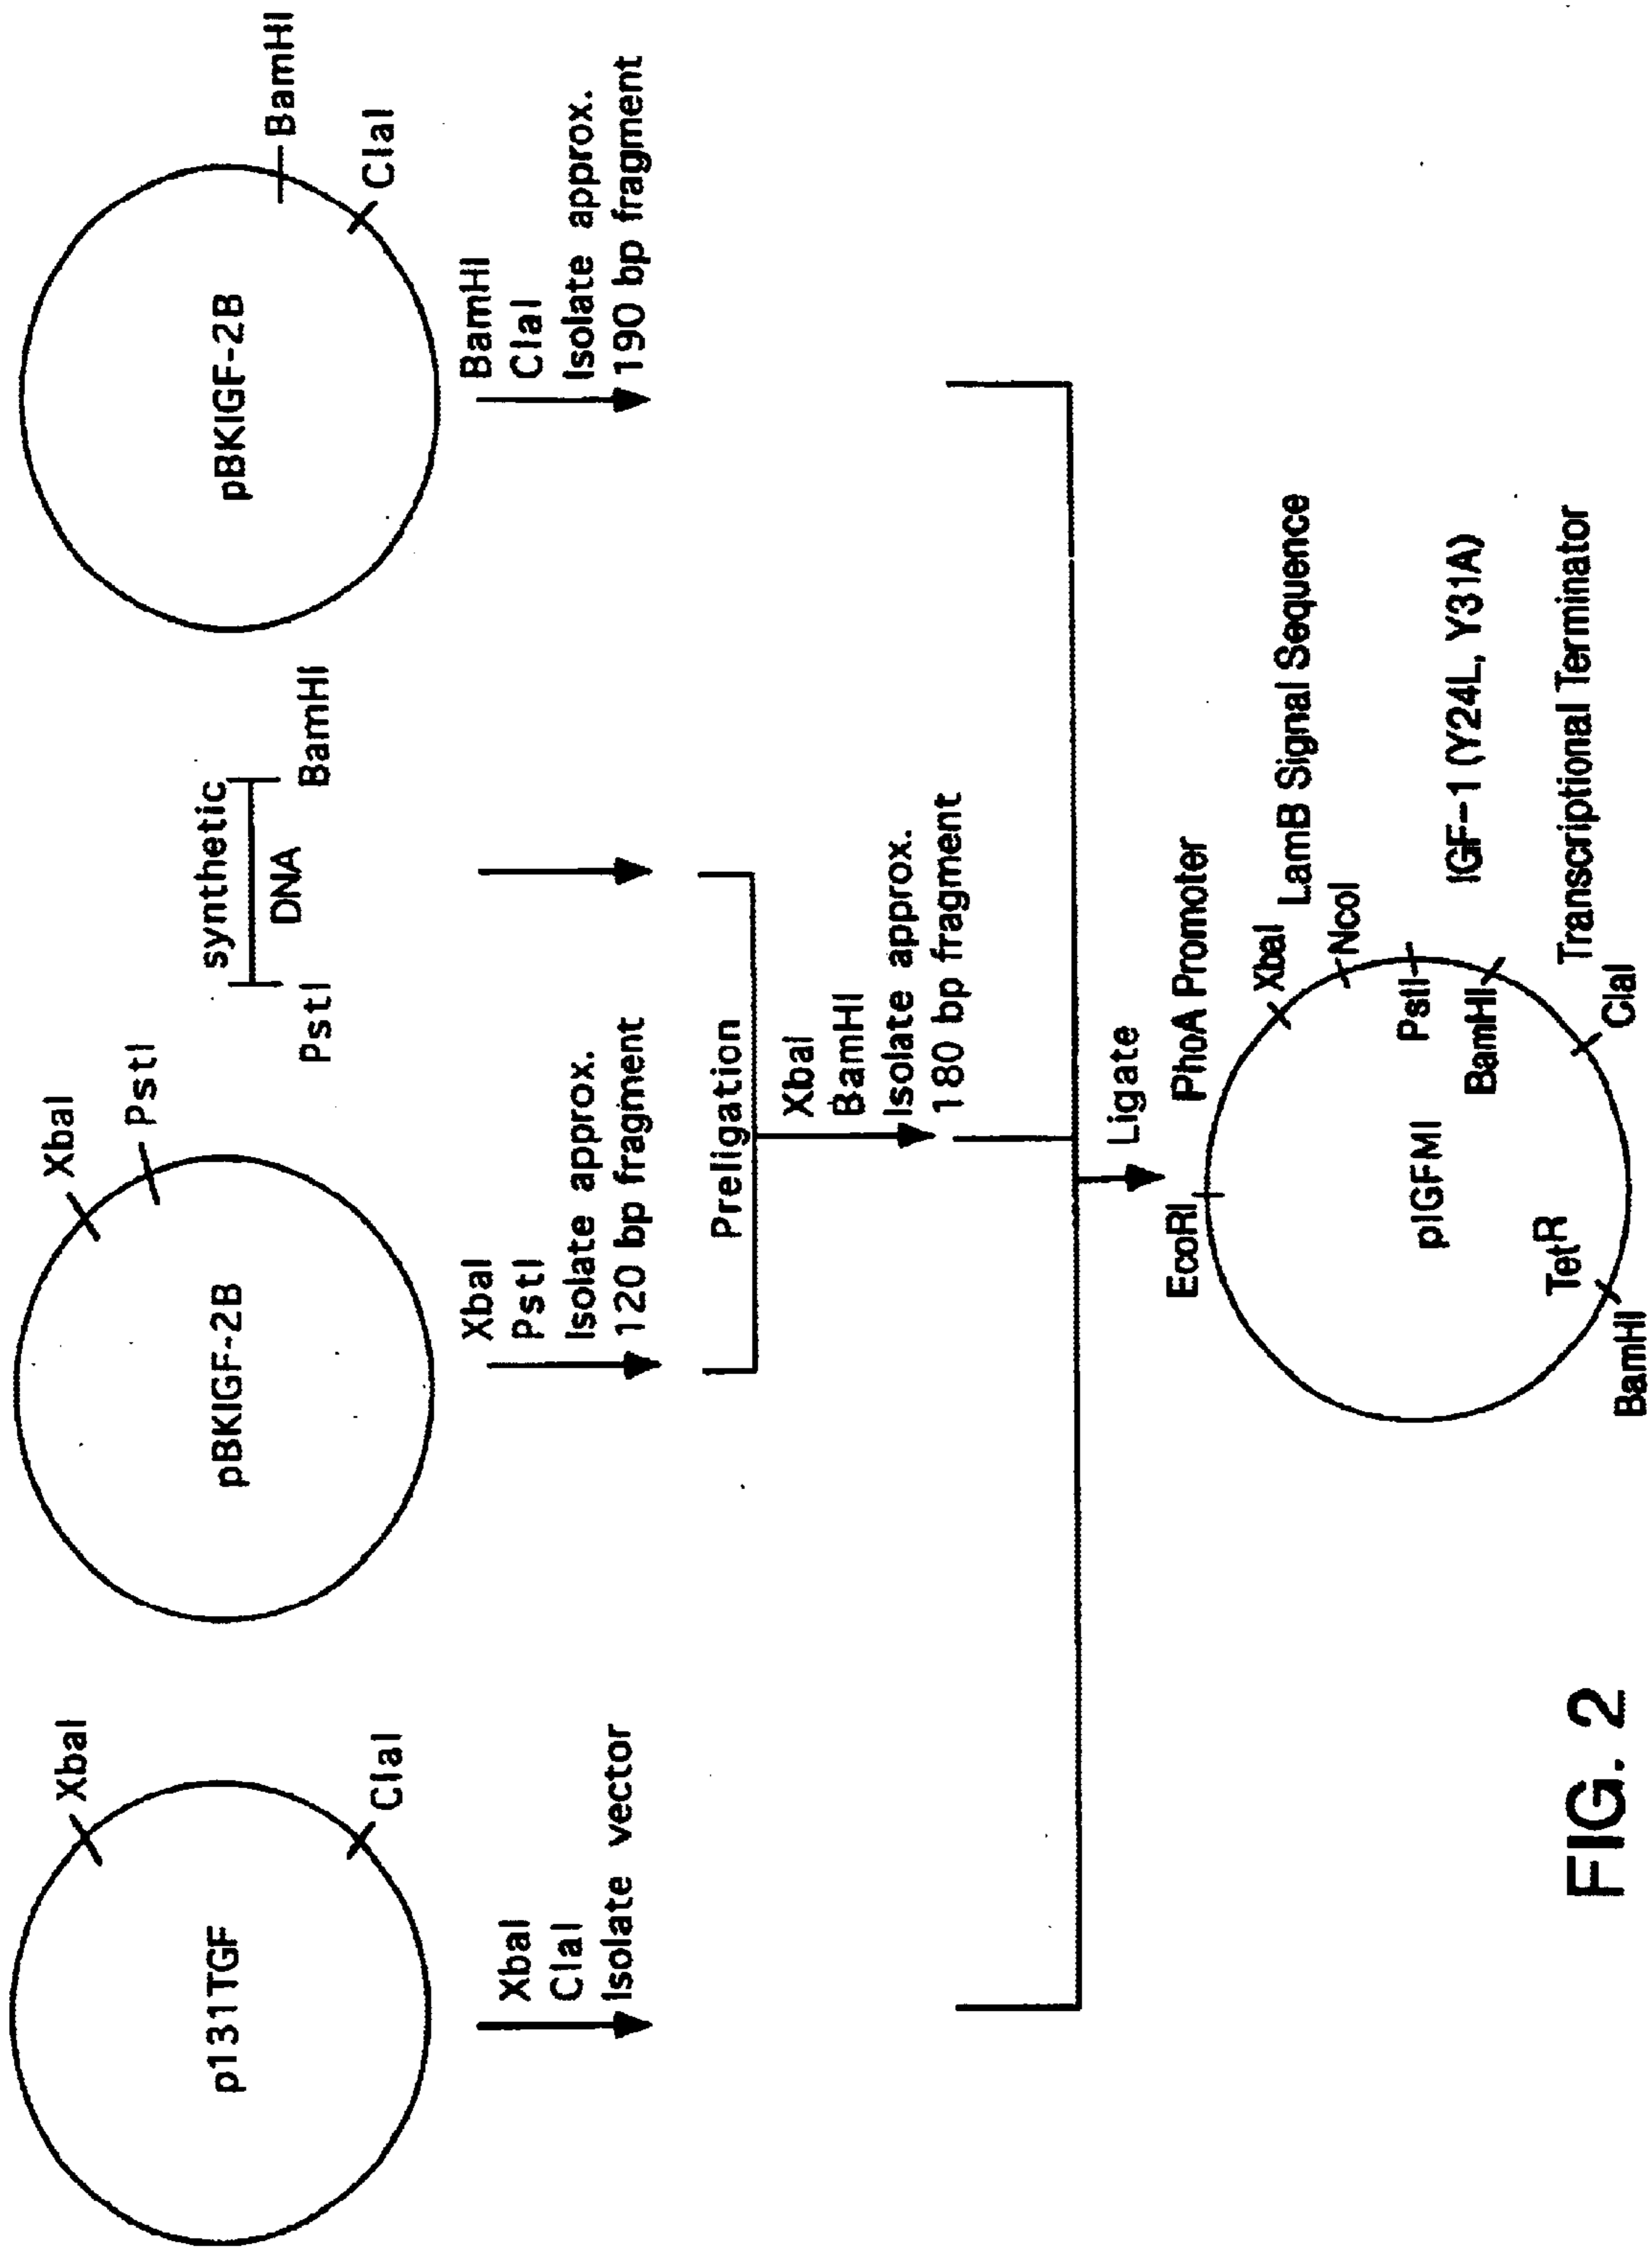 p131TGF
XbaI
ClaI
XbaI
ClaI
Isolate vector
pBKIGF-2B
XbaI
PstI
XbaI
PstI
Isolate approx.
120 bp fragment
synthetic
DNA
PstI
BamHI
pBKIGF-2B
BamHI
ClaI
BamHI
ClaI
Isolate approx.
190 bp fragment
Preligation
XbaI
BamHI
Isolate approx.
180 bp fragment
Ligate
EcoRI
PhoA Promoter
XbaI
LamB Signal Sequence
NcoI
PstI
BamHI
IGF-1 (Y24L, Y31A)
Transcriptional Terminator
ClaI
pIGFMI
TetR
BamHI
FIG. 2